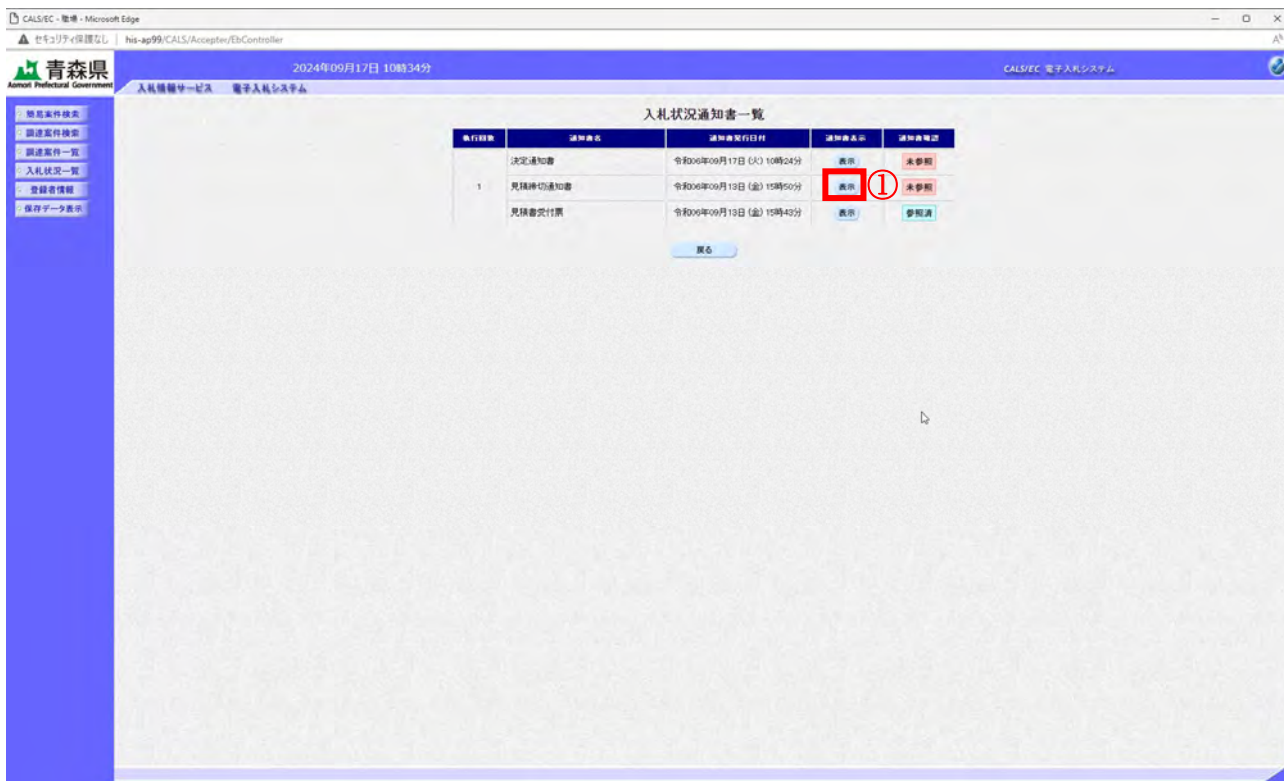 CALS/EC - 職場 - Microsoft Edge
セキュリティ保護なし | his-ap99/CALS/Accepter/EbController
青森県
Aomori Prefectural Government
2024年09月17日 10時34分
CALS/EC 電子入札システム
入札情報サービス 電子入札システム
簡易案件検索
調達案件検索
調達案件一覧
入札状況一覧
登録者情報
保存データ表示
入札状況通知書一覧
執行回数 通知書名 通知書発行日付 通知書表示 通知書確認
決定通知書 令和06年09月17日 (火) 10時24分 表示 未参照
1 見積締切通知書 令和06年09月13日 (金) 15時50分 表示 ① 未参照
見積書受付票 令和06年09月13日 (金) 15時43分 表示 参照済
戻る